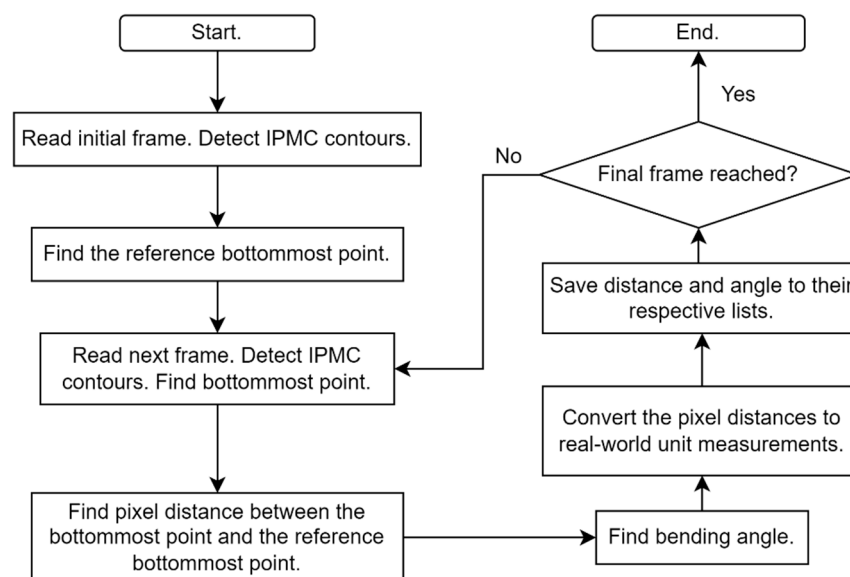 Start.
Read initial frame. Detect IPMC contours.
Find the reference bottommost point.
Read next frame. Detect IPMC
contours. Find bottommost point.
Find pixel distance between the
bottommost point and the reference
bottommost point.
Find bending angle.
Convert the pixel distances to
real-world unit measurements.
Save distance and angle to their
respective lists.
Final frame reached?
No
Yes
End.